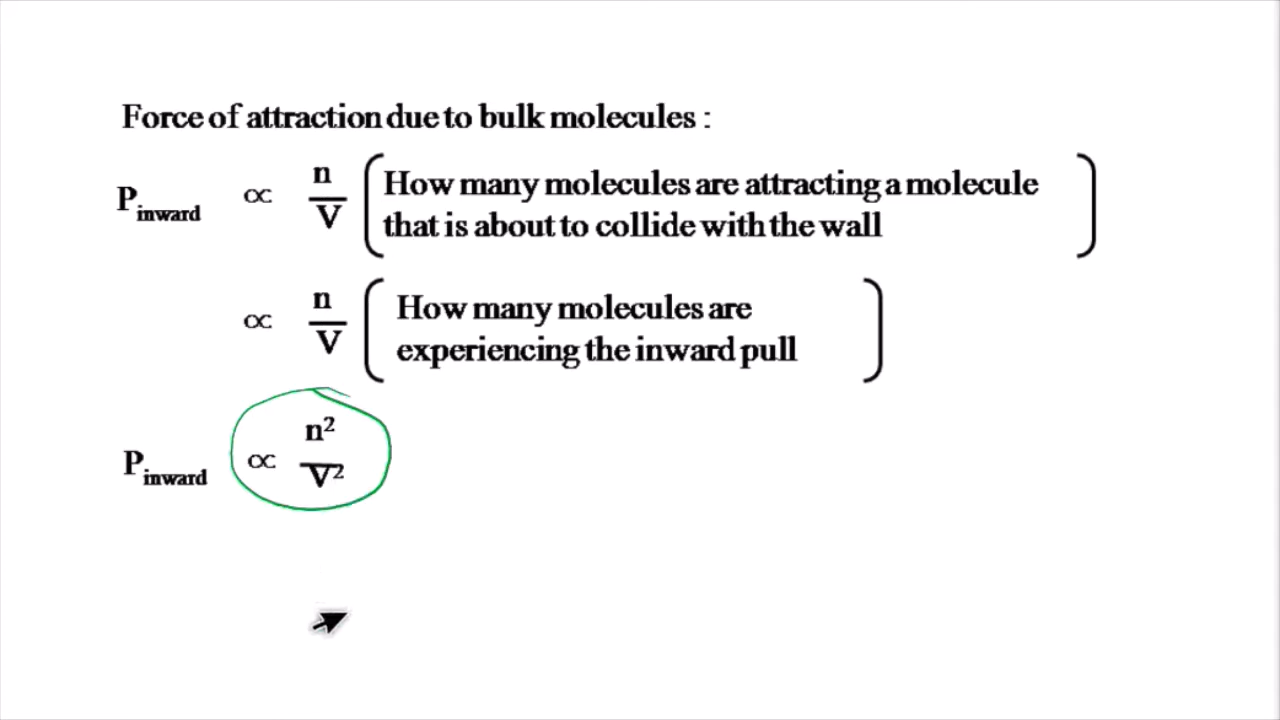 Force of attraction due to bulk molecules :
P_inward ∝ n/V (How many molecules are attracting a molecule
that is about to collide with the wall)
∝ n/V (How many molecules are
experiencing the inward pull)
P_inward ∝ n²/V²